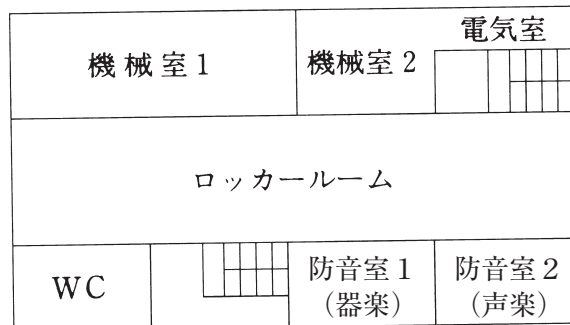 電気室
機械室1
機械室2
ロッカールーム
WC
防音室1
(器楽)
防音室2
(声楽)